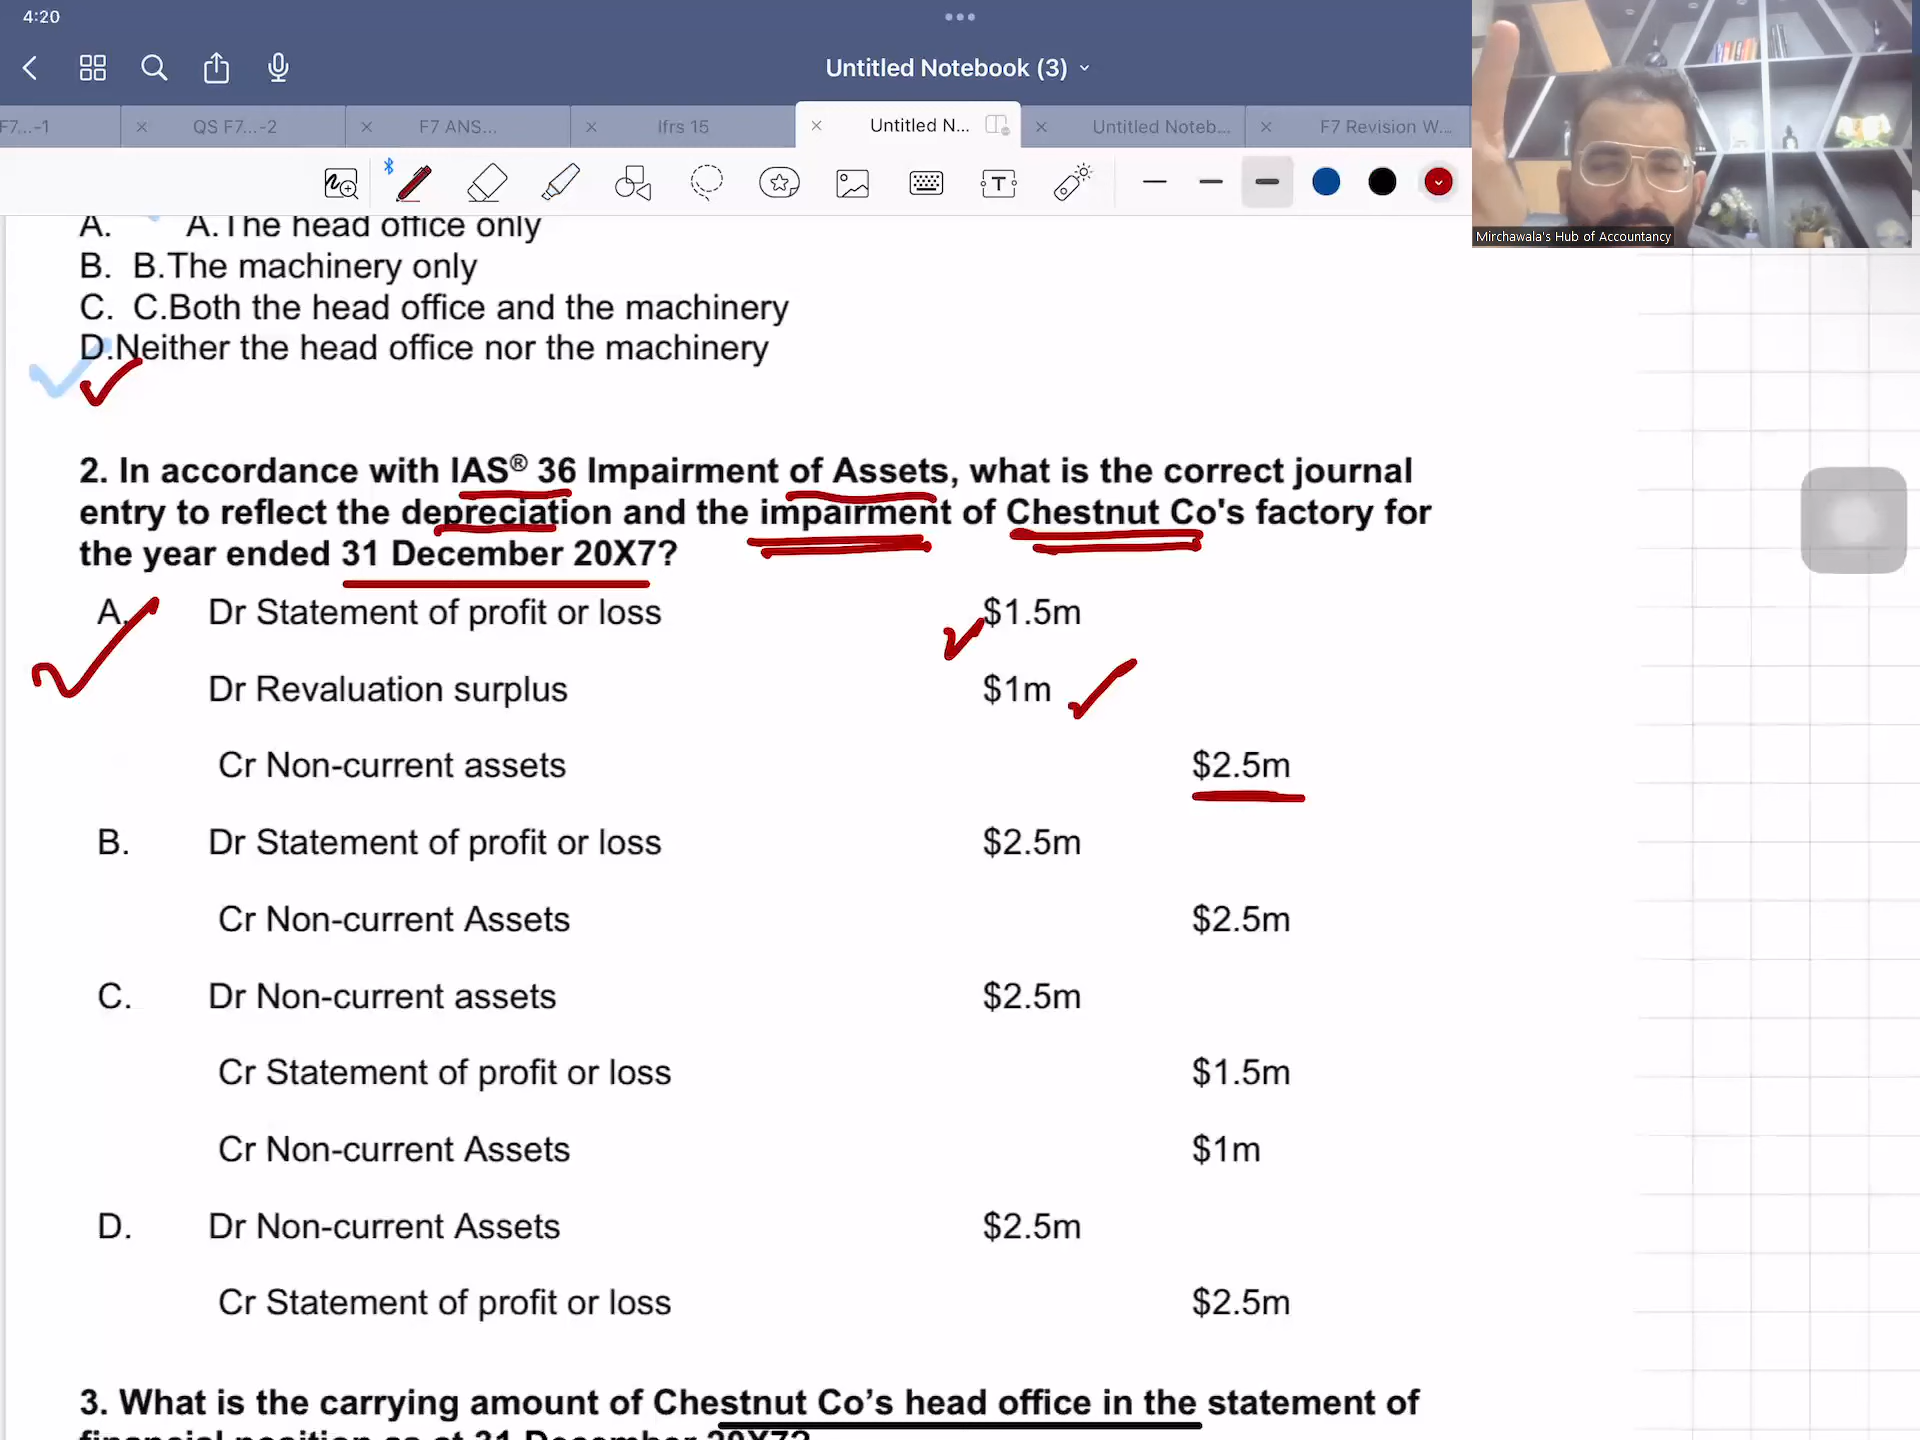 4:20
Untitled Notebook (3)
F7...-1
QS F7...-2
F7 ANS...
Ifrs 15
Untitled N...
Untitled Noteb...
F7 Revision W...
Mirchawala's Hub of Accountancy
A. A.The head office only
B. B.The machinery only
C. C.Both the head office and the machinery
D.Neither the head office nor the machinery
2. In accordance with IAS® 36 Impairment of Assets, what is the correct journal
entry to reflect the depreciation and the impairment of Chestnut Co's factory for
the year ended 31 December 20X7?
A. Dr Statement of profit or loss $1.5m
Dr Revaluation surplus $1m
Cr Non-current assets $2.5m
B. Dr Statement of profit or loss $2.5m
Cr Non-current Assets $2.5m
C. Dr Non-current assets $2.5m
Cr Statement of profit or loss $1.5m
Cr Non-current Assets $1m
D. Dr Non-current Assets $2.5m
Cr Statement of profit or loss $2.5m
3. What is the carrying amount of Chestnut Co’s head office in the statement of
financial position as at 31 December 20X7?